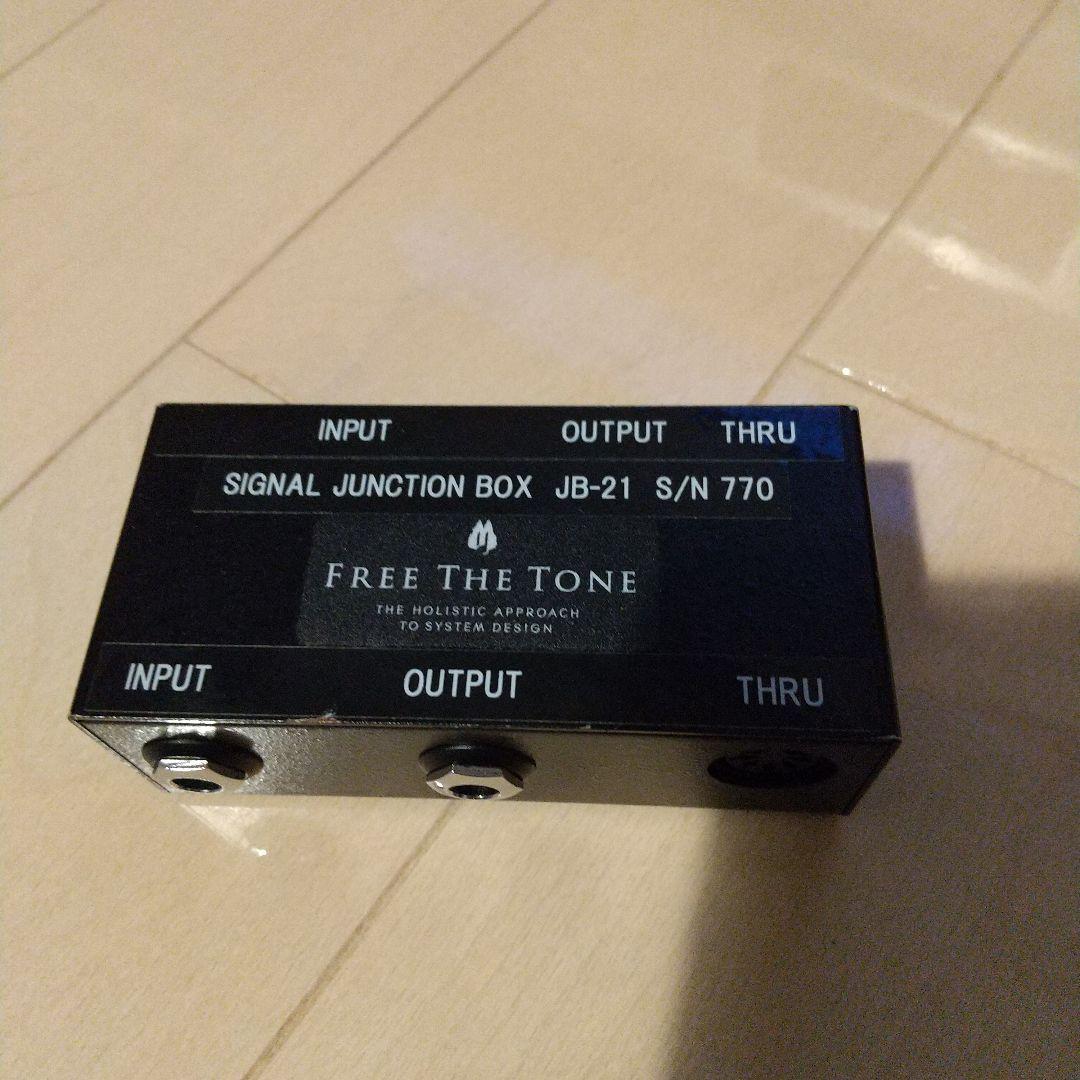 INPUT OUTPUT THRU
SIGNAL JUNCTION BOX JB-21 S/N 770
FREE THE TONE
THE HOLISTIC APPROACH
TO SYSTEM DESIGN
INPUT OUTPUT THRU